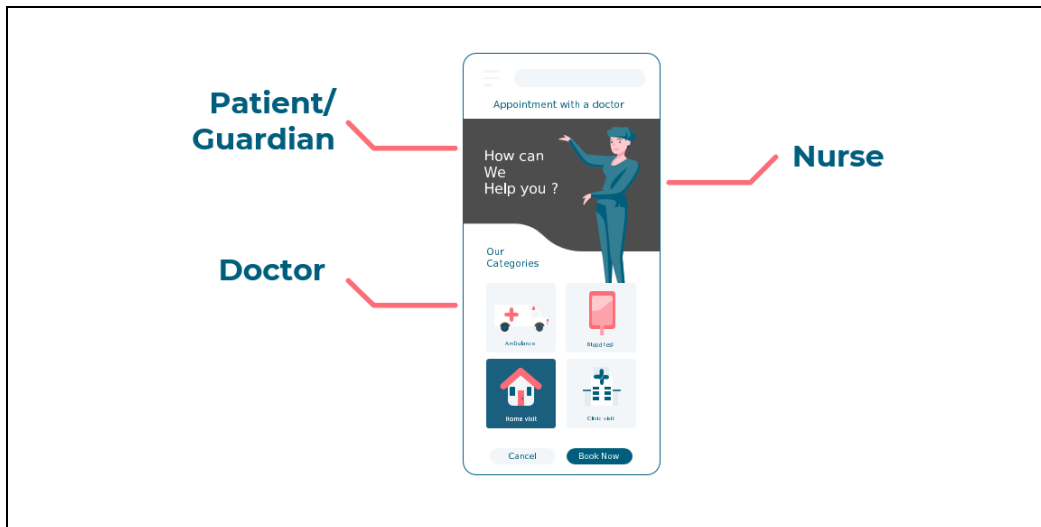 Patient/
Guardian
Doctor
Appointment with a doctor
How can
We
Help you ?
Our
Categories
Ambulance
Blood test
Home visit
Clinic visit
Cancel
Book Now
Nurse